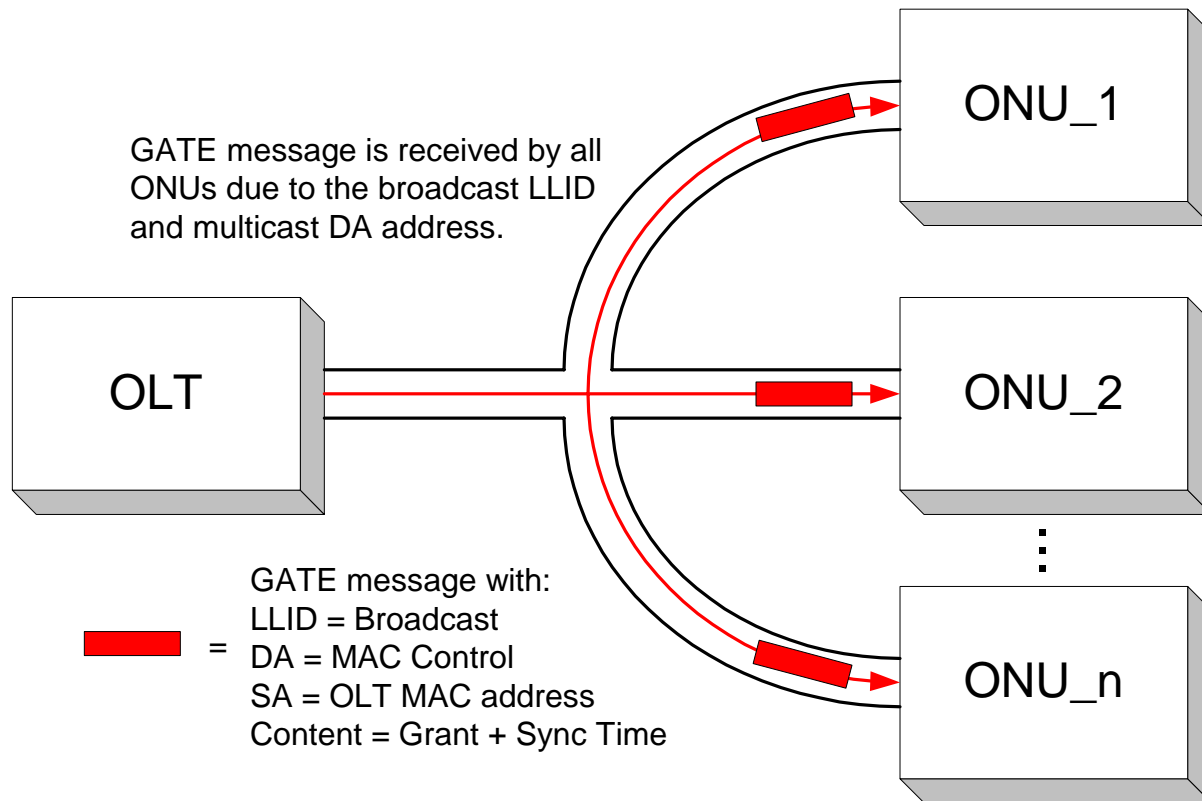 GATE message is received by all
ONUs due to the broadcast LLID
and multicast DA address.
ONU_1
OLT
ONU_2
ONU_n
=
GATE message with:
LLID = Broadcast
DA = MAC Control
SA = OLT MAC address
Content = Grant + Sync Time